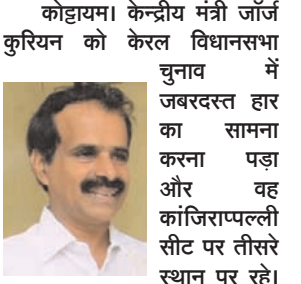 कोट्टायम। केन्द्रीय मंत्री जॉर्ज
कुरियन को केरल विधानसभा
चुनाव में
जबरदस्त हार
का सामना
करना पड़ा
और वह
कांजिराप्पल्ली
सीट पर तीसरे
स्थान पर रहे।